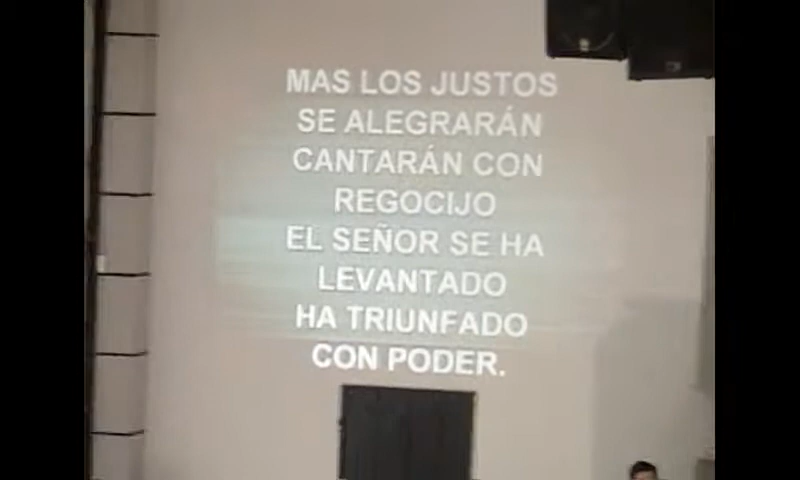 MAS LOS JUSTOS
SE ALEGRARÁN
CANTARÁN CON
REGOCIJO
EL SEÑOR SE HA
LEVANTADO
HA TRIUNFADO
CON PODER.